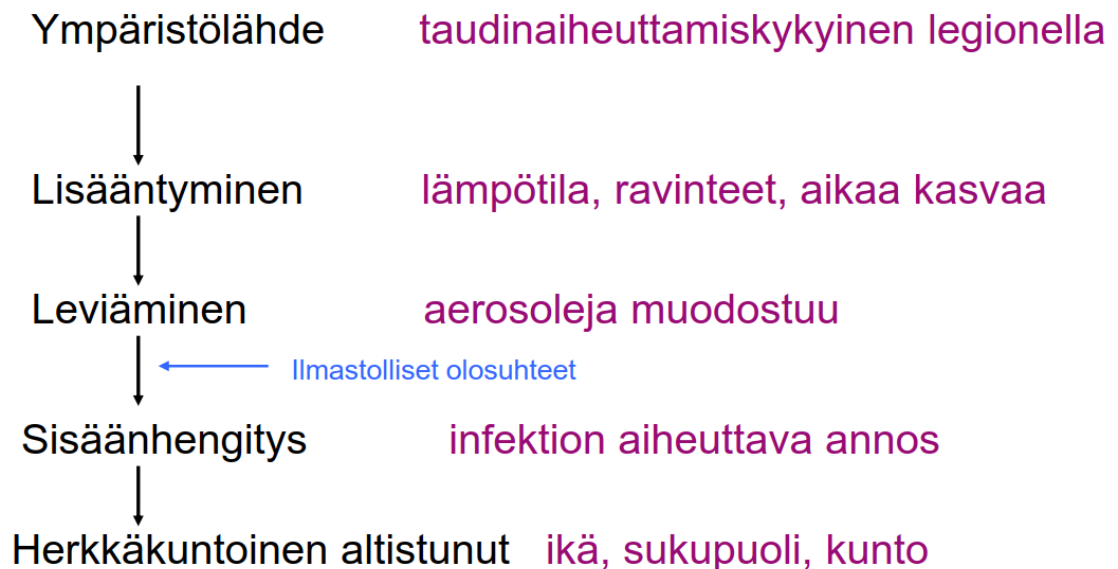 Ympäristölähde taudinaiheuttamiskykyinen legionella
Lisääntyminen lämpötila, ravinteet, aikaa kasvaa
Leviäminen aerosoleja muodostuu
Ilmastolliset olosuhteet
Sisäänhengitys infektion aiheuttava annos
Herkkäkuntoinen altistunut ikä, sukupuoli, kunto